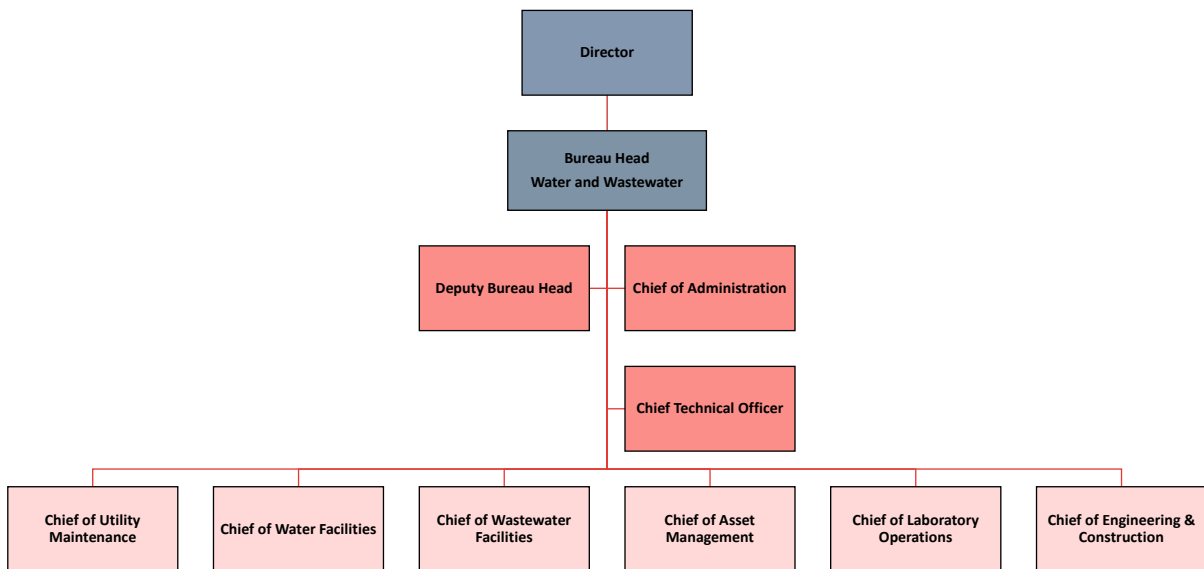 Director
Bureau Head
Water and Wastewater
Deputy Bureau Head
Chief of Administration
Chief Technical Officer
Chief of Utility
Maintenance
Chief of Water Facilities
Chief of Wastewater
Facilities
Chief of Asset
Management
Chief of Laboratory
Operations
Chief of Engineering &
Construction